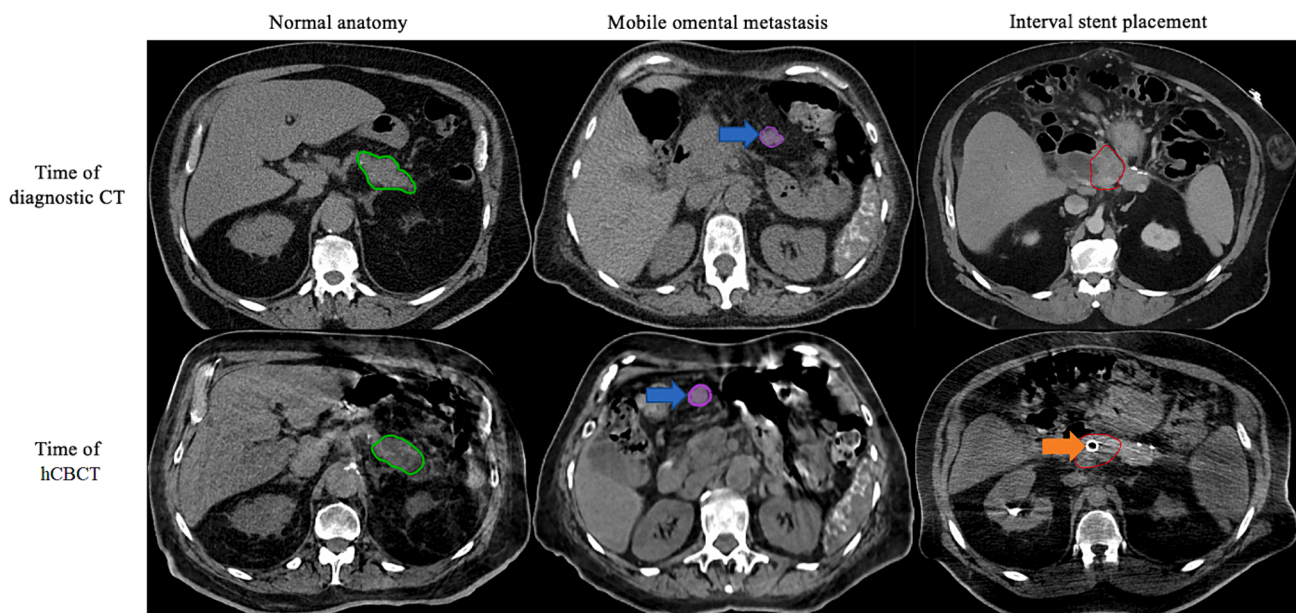 Normal anatomy
Mobile omental metastasis
Interval stent placement
Time of
diagnostic CT
Time of
hCBCT